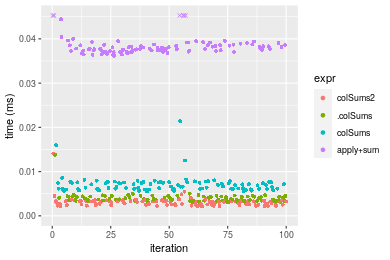 0.04
0.03
0.02
0.01
0.00
time (ms)
0
25
50
75
100
iteration
expr
colSums2
.colSums
colSums
apply+sum